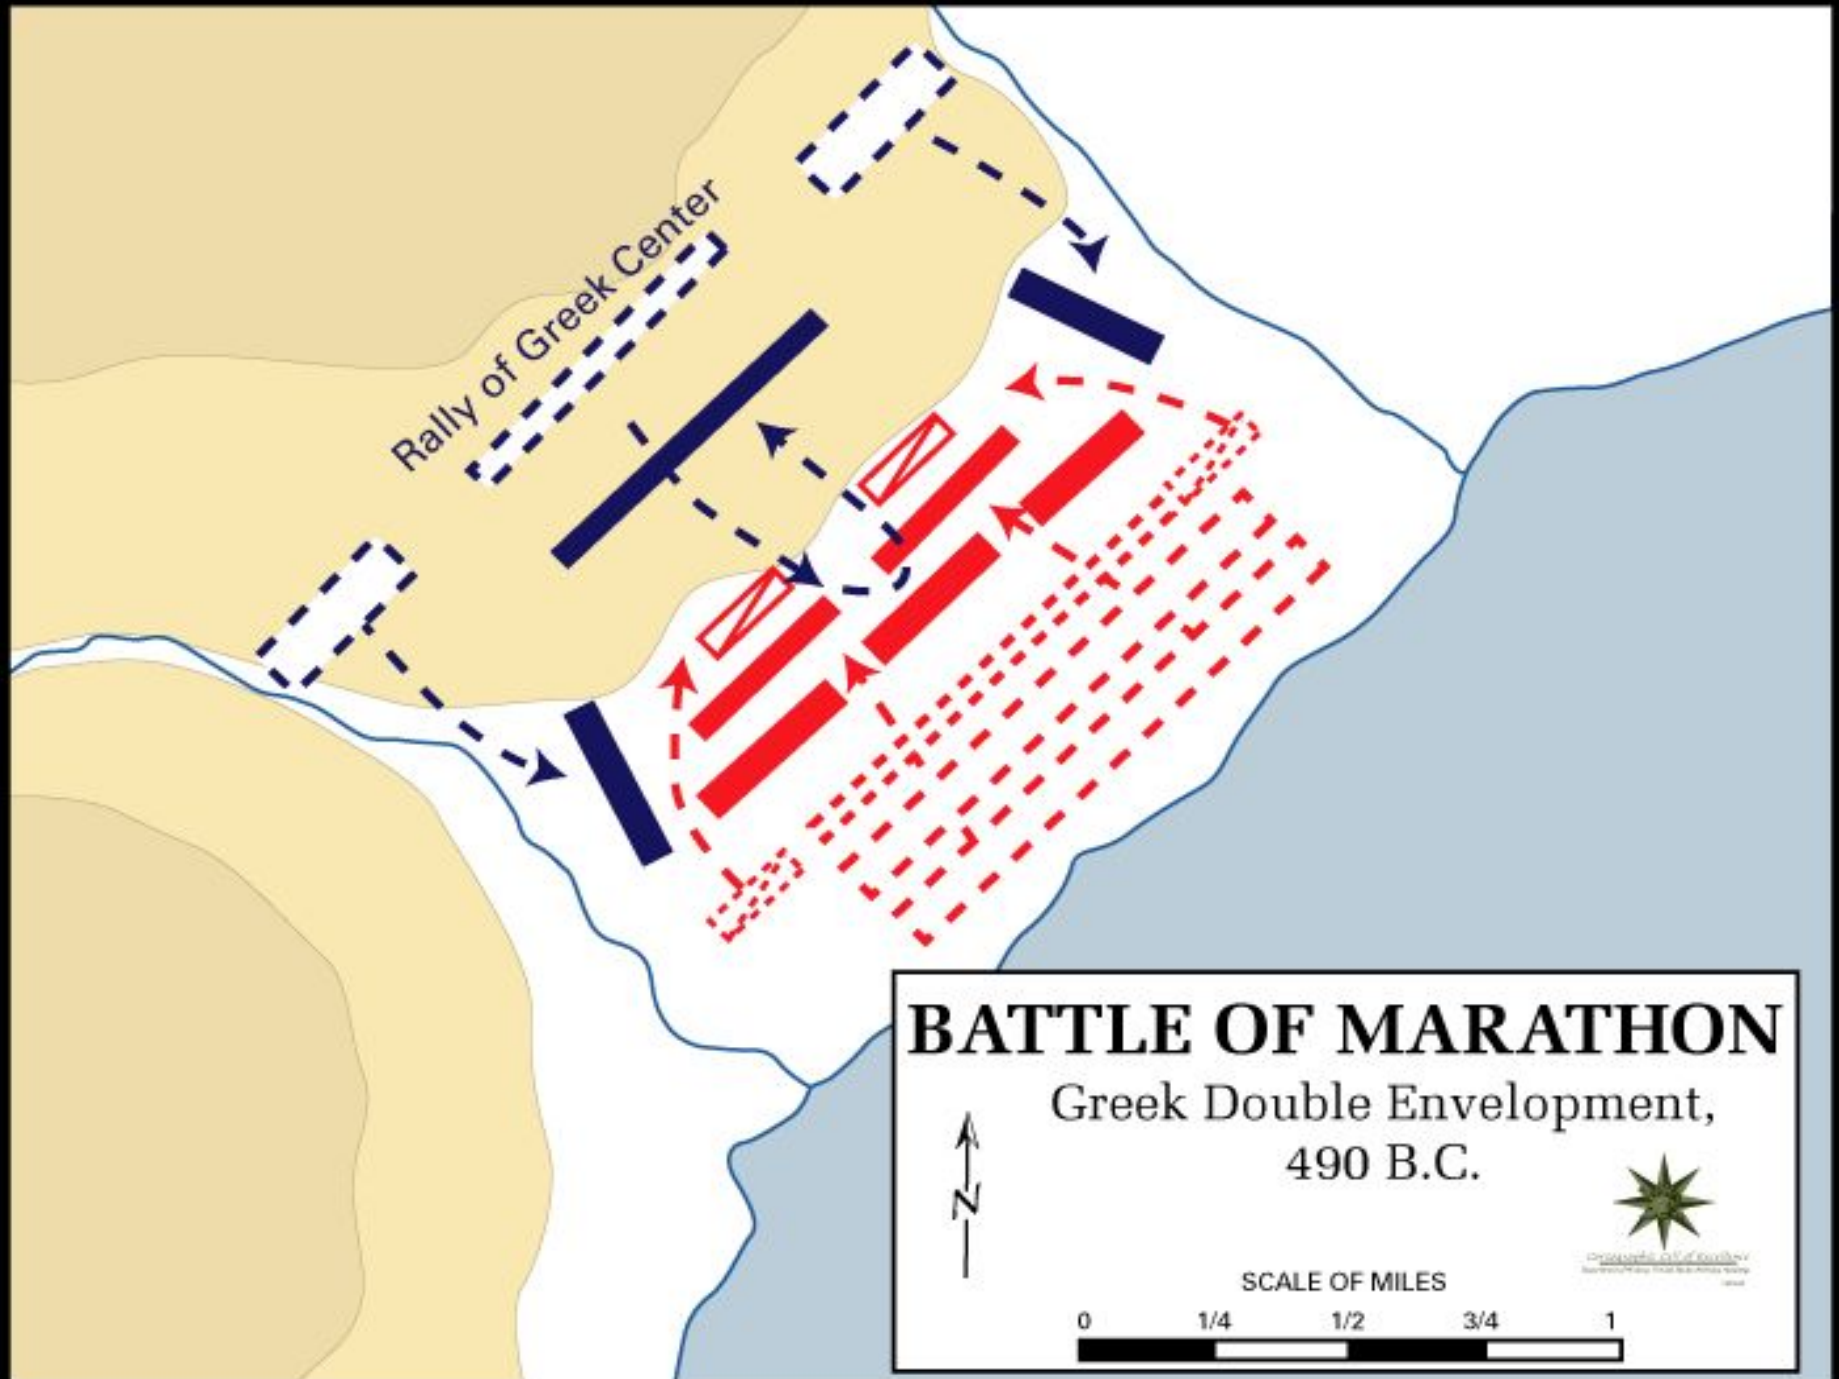 Rally of Greek Center
BATTLE OF MARATHON
Greek Double Envelopment,
490 B.C.
N
SCALE OF MILES
0 1/4 1/2 3/4 1